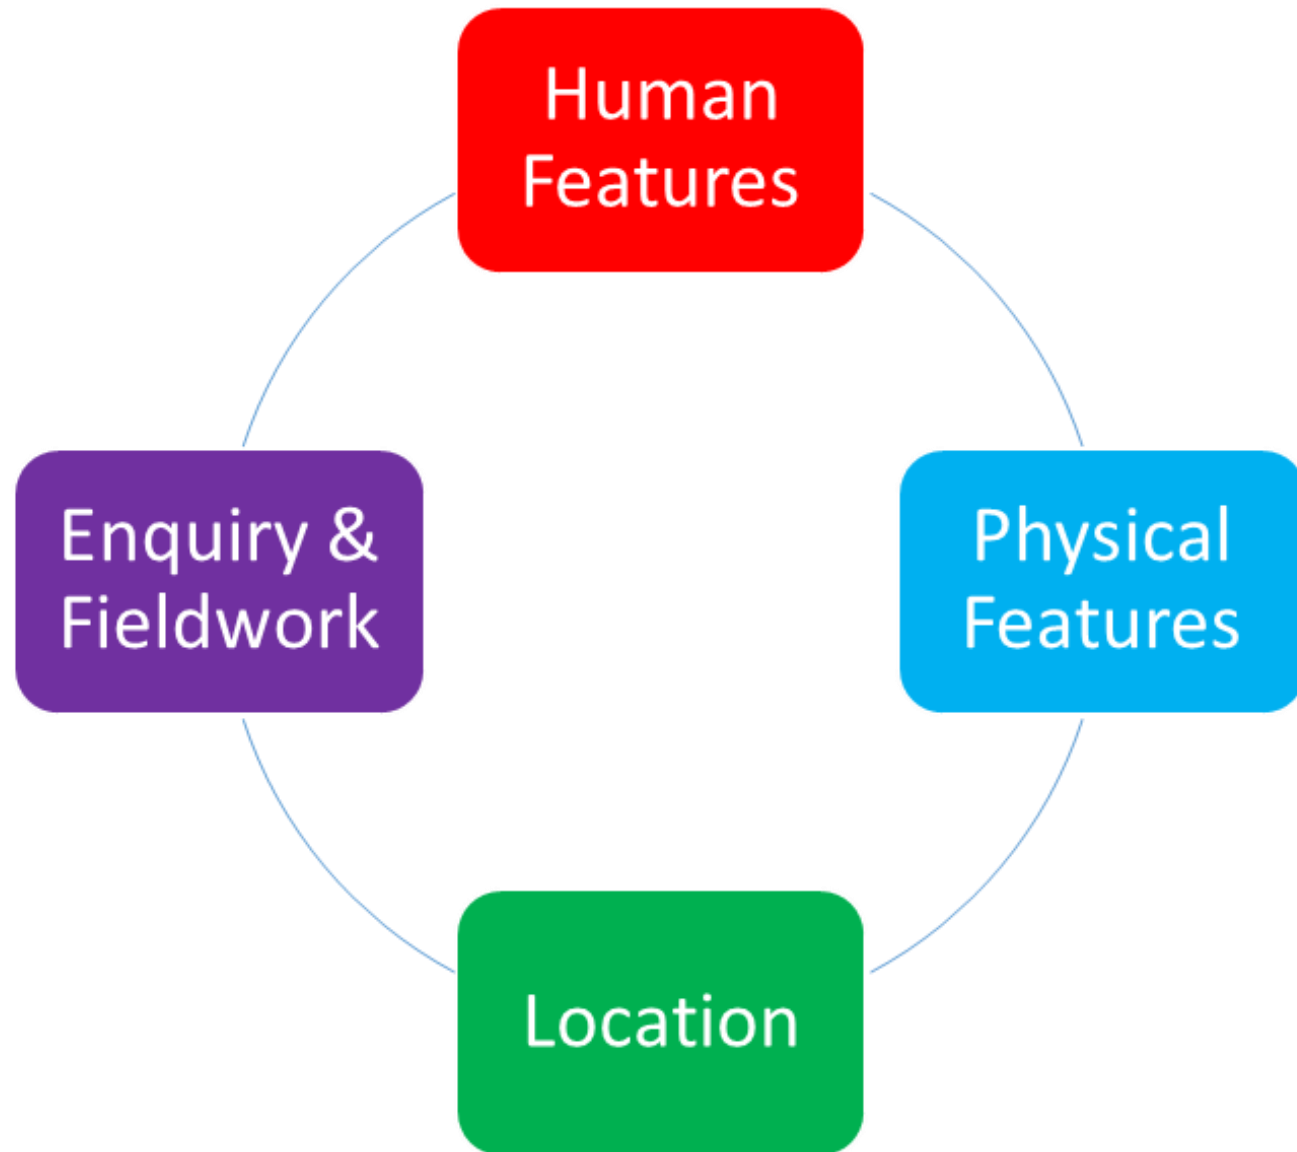 Human
Features
Enquiry &
Fieldwork
Physical
Features
Location